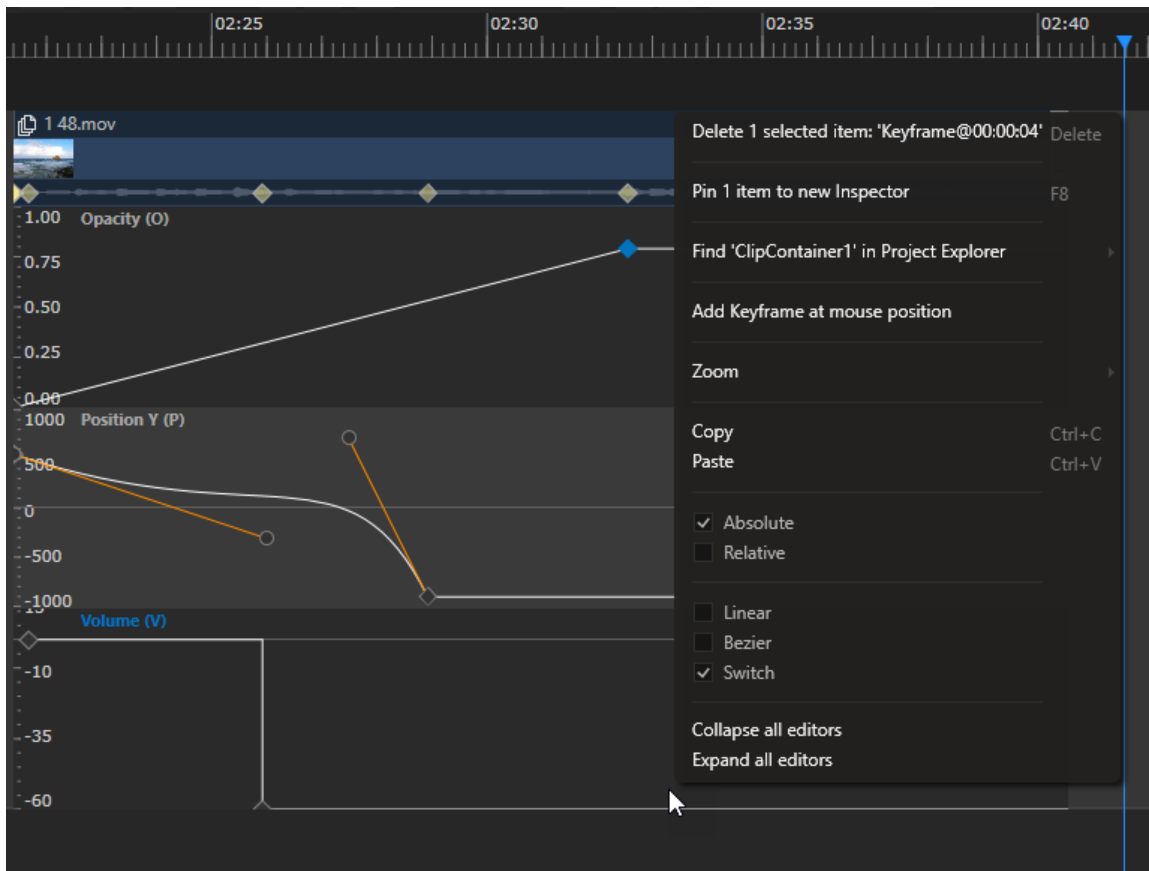 02:25 02:30 02:35 02:40
1 48.mov
1.00 Opacity (O)
0.75
0.50
0.25
0.00
1000 Position Y (P)
500
0
-500
-1000
Volume (V)
-10
-35
-60
Delete 1 selected item: 'Keyframe@00:00:04' Delete
Pin 1 item to new Inspector F8
Find 'ClipContainer1' in Project Explorer
Add Keyframe at mouse position
Zoom
Copy Ctrl+C
Paste Ctrl+V
Absolute
Relative
Linear
Bezier
Switch
Collapse all editors
Expand all editors